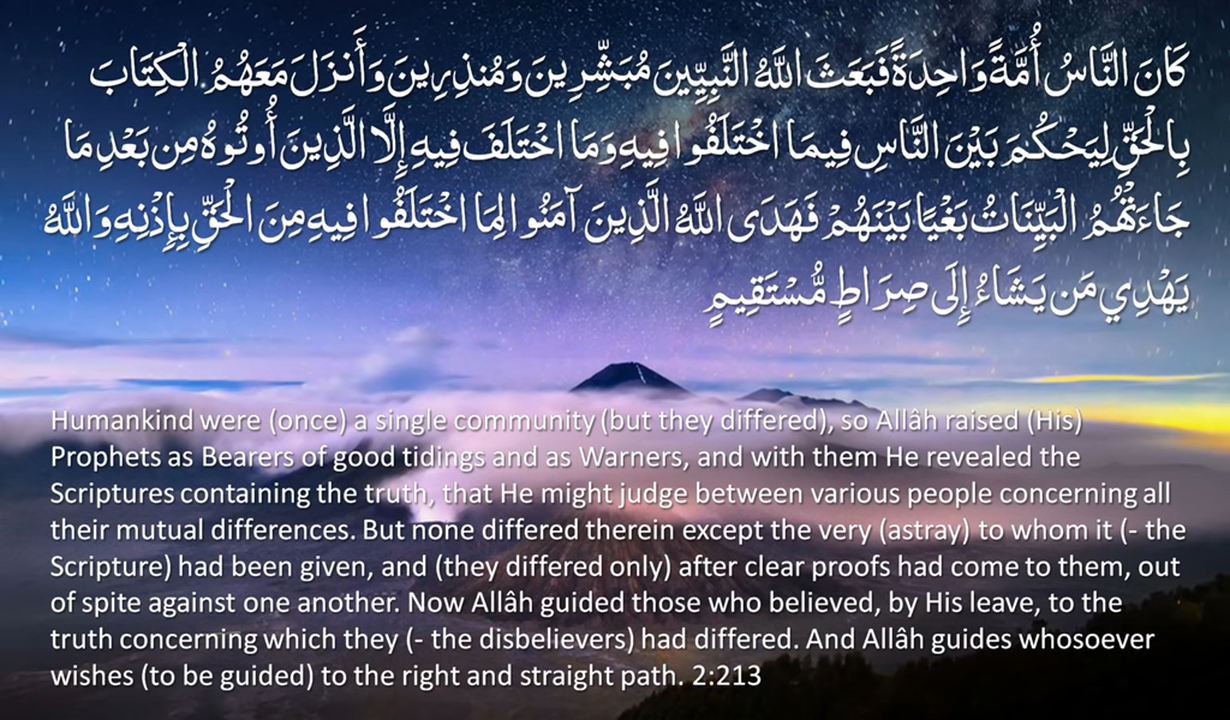 كَانَ النَّاسُ أُمَّةً وَاحِدَةً فَبَعَثَ اللَّهُ النَّبِيِّينَ مُبَشِّرِينَ وَمُنذِرِينَ وَأَنزَلَ مَعَهُمُ الْكِتَابَ
بِالْحَقِّ لِيَحْكُمَ بَيْنَ النَّاسِ فِيمَا اخْتَلَفُوا فِيهِ وَمَا اخْتَلَفَ فِيهِ إِلَّا الَّذِينَ أُوتُوهُ مِن بَعْدِ مَا
جَاءَتْهُمُ الْبَيِّنَاتُ بَغْيًا بَيْنَهُمْ فَهَدَى اللَّهُ الَّذِينَ آمَنُوا لِمَا اخْتَلَفُوا فِيهِ مِنَ الْحَقِّ بِإِذْنِهِ وَاللَّهُ
يَهْدِي مَن يَشَاءُ إِلَى صِرَاطٍ مُّسْتَقِيمٍ
Humankind were (once) a single community (but they differed), so Allâh raised (His)
Prophets as Bearers of good tidings and as Warners, and with them He revealed the
Scriptures containing the truth, that He might judge between various people concerning all
their mutual differences. But none differed therein except the very (astray) to whom it (- the
Scripture) had been given, and (they differed only) after clear proofs had come to them, out
of spite against one another. Now Allâh guided those who believed, by His leave, to the
truth concerning which they (- the disbelievers) had differed. And Allâh guides whosoever
wishes (to be guided) to the right and straight path. 2:213